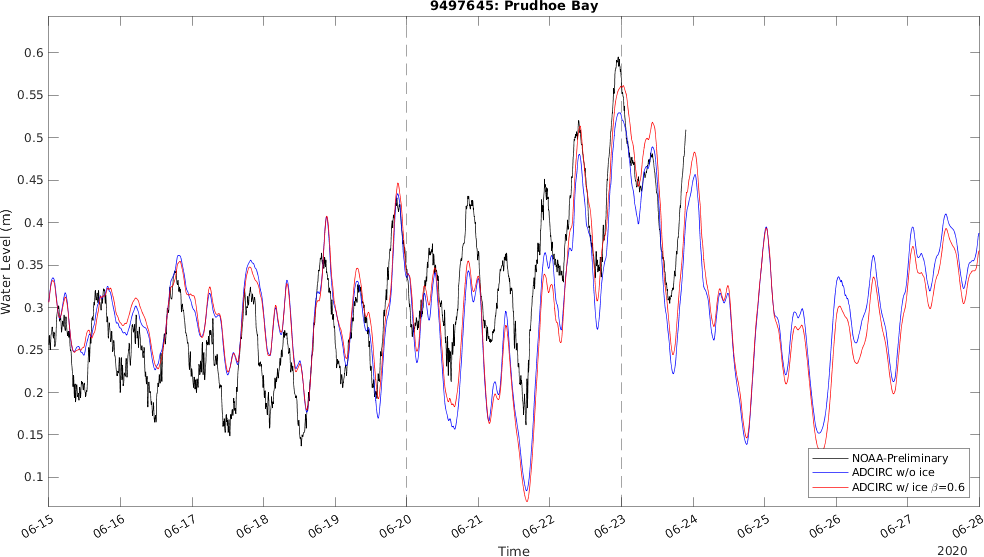 9497645: Prudhoe Bay
0.6
0.55
0.5
0.45
0.4
0.35
0.3
0.25
0.2
0.15
0.1
Water Level (m)
NOAA-Preliminary
ADCIRC w/o ice
ADCIRC w/ ice β=0.6
06-15 06-16 06-17 06-18 06-19 06-20 06-21 06-22 06-23 06-24 06-25 06-26 06-27 06-28
Time
2020